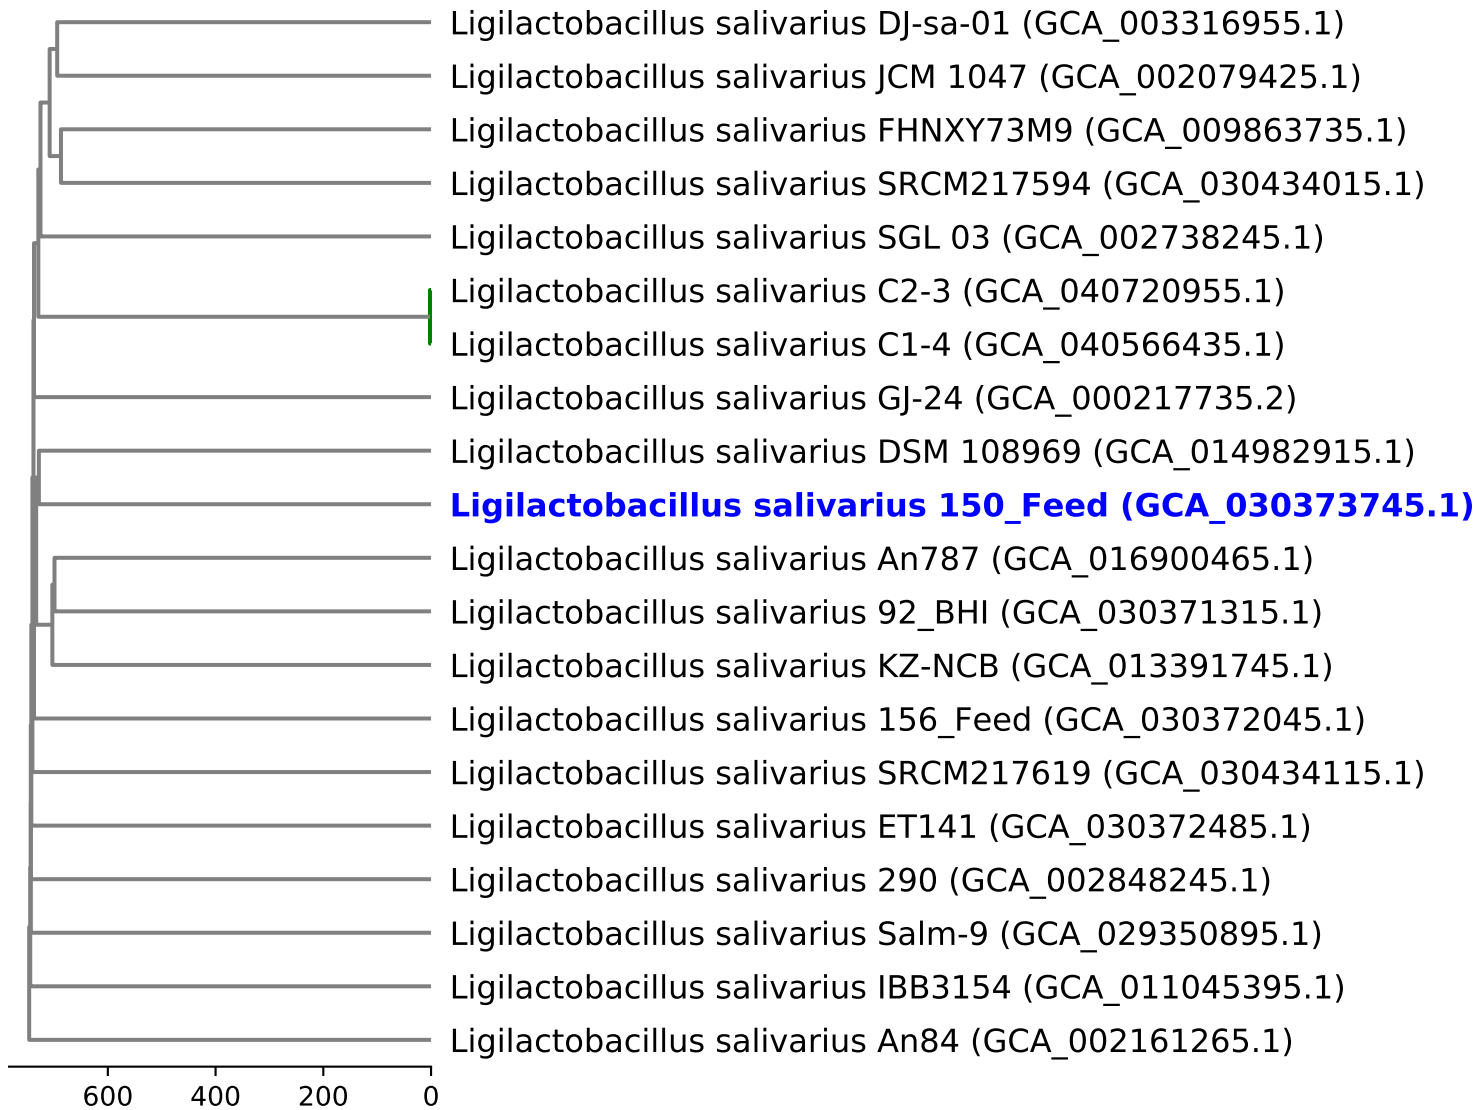 Ligilactobacillus salivarius DJ-sa-01 (GCA_003316955.1)
Ligilactobacillus salivarius JCM 1047 (GCA_002079425.1)
Ligilactobacillus salivarius FHNXY73M9 (GCA_009863735.1)
Ligilactobacillus salivarius SRCM217594 (GCA_030434015.1)
Ligilactobacillus salivarius SGL 03 (GCA_002738245.1)
Ligilactobacillus salivarius C2-3 (GCA_040720955.1)
Ligilactobacillus salivarius C1-4 (GCA_040566435.1)
Ligilactobacillus salivarius GJ-24 (GCA_000217735.2)
Ligilactobacillus salivarius DSM 108969 (GCA_014982915.1)
Ligilactobacillus salivarius 150_Feed (GCA_030373745.1)
Ligilactobacillus salivarius An787 (GCA_016900465.1)
Ligilactobacillus salivarius 92_BHI (GCA_030371315.1)
Ligilactobacillus salivarius KZ-NCB (GCA_013391745.1)
Ligilactobacillus salivarius 156_Feed (GCA_030372045.1)
Ligilactobacillus salivarius SRCM217619 (GCA_030434115.1)
Ligilactobacillus salivarius ET141 (GCA_030372485.1)
Ligilactobacillus salivarius 290 (GCA_002848245.1)
Ligilactobacillus salivarius Salm-9 (GCA_029350895.1)
Ligilactobacillus salivarius IBB3154 (GCA_011045395.1)
Ligilactobacillus salivarius An84 (GCA_002161265.1)
600 400 200 0